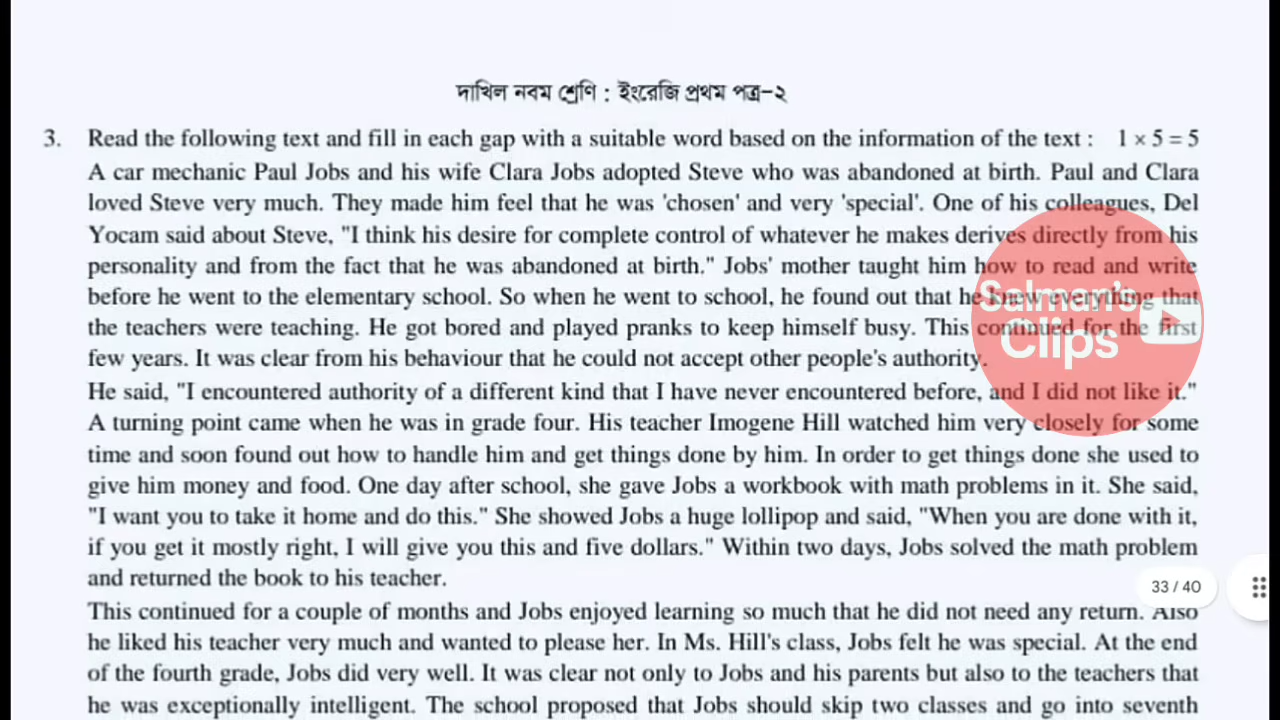 দাখিল নবম শ্রেণি : ইংরেজি প্রথম পত্র-২
3. Read the following text and fill in each gap with a suitable word based on the information of the text : 1 × 5 = 5
A car mechanic Paul Jobs and his wife Clara Jobs adopted Steve who was abandoned at birth. Paul and Clara
loved Steve very much. They made him feel that he was 'chosen' and very 'special'. One of his colleagues, Del
Yocam said about Steve, "I think his desire for complete control of whatever he makes derives directly from his
personality and from the fact that he was abandoned at birth." Jobs' mother taught him how to read and write
before he went to the elementary school. So when he went to school, he found out that he knew everything that
the teachers were teaching. He got bored and played pranks to keep himself busy. This continued for the first
few years. It was clear from his behaviour that he could not accept other people's authority.
Salman's
Clips
He said, "I encountered authority of a different kind that I have never encountered before, and I did not like it."
A turning point came when he was in grade four. His teacher Imogene Hill watched him very closely for some
time and soon found out how to handle him and get things done by him. In order to get things done she used to
give him money and food. One day after school, she gave Jobs a workbook with math problems in it. She said,
"I want you to take it home and do this." She showed Jobs a huge lollipop and said, "When you are done with it,
if you get it mostly right, I will give you this and five dollars." Within two days, Jobs solved the math problem
and returned the book to his teacher.
33 / 40
This continued for a couple of months and Jobs enjoyed learning so much that he did not need any return. Also
he liked his teacher very much and wanted to please her. In Ms. Hill's class, Jobs felt he was special. At the end
of the fourth grade, Jobs did very well. It was clear not only to Jobs and his parents but also to the teachers that
he was exceptionally intelligent. The school proposed that Jobs should skip two classes and go into seventh